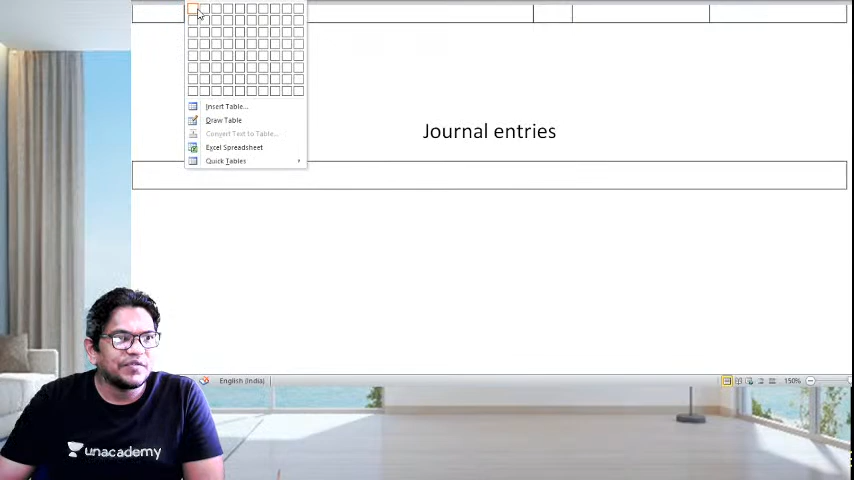 Insert Table...
Draw Table
Convert Text to Table...
Excel Spreadsheet
Quick Tables
Journal entries
English (India)
150%
unacademy